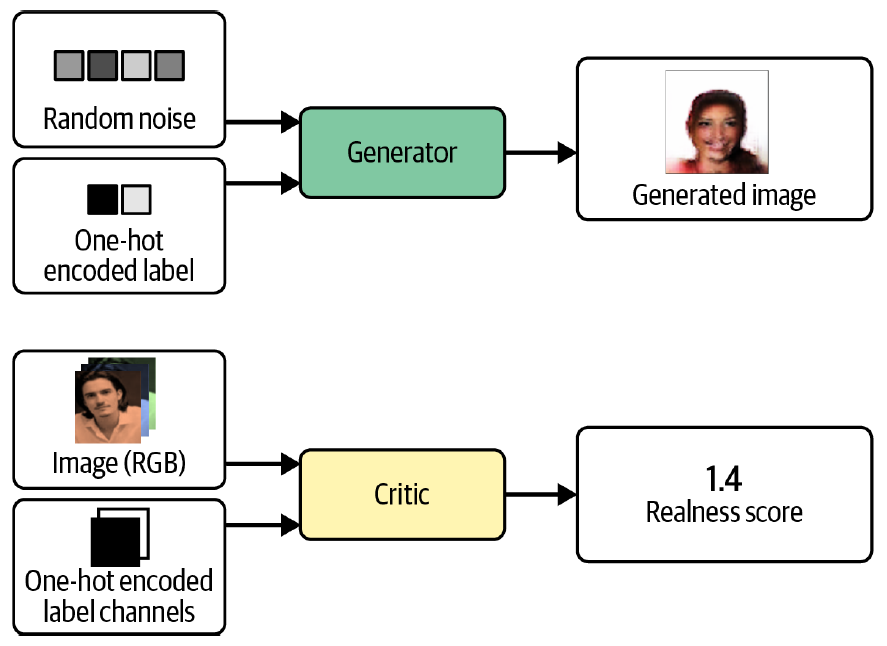 Random noise
One-hot
encoded label
Generator
Generated image
Image (RGB)
One-hot encoded
label channels
Critic
1.4
Realness score